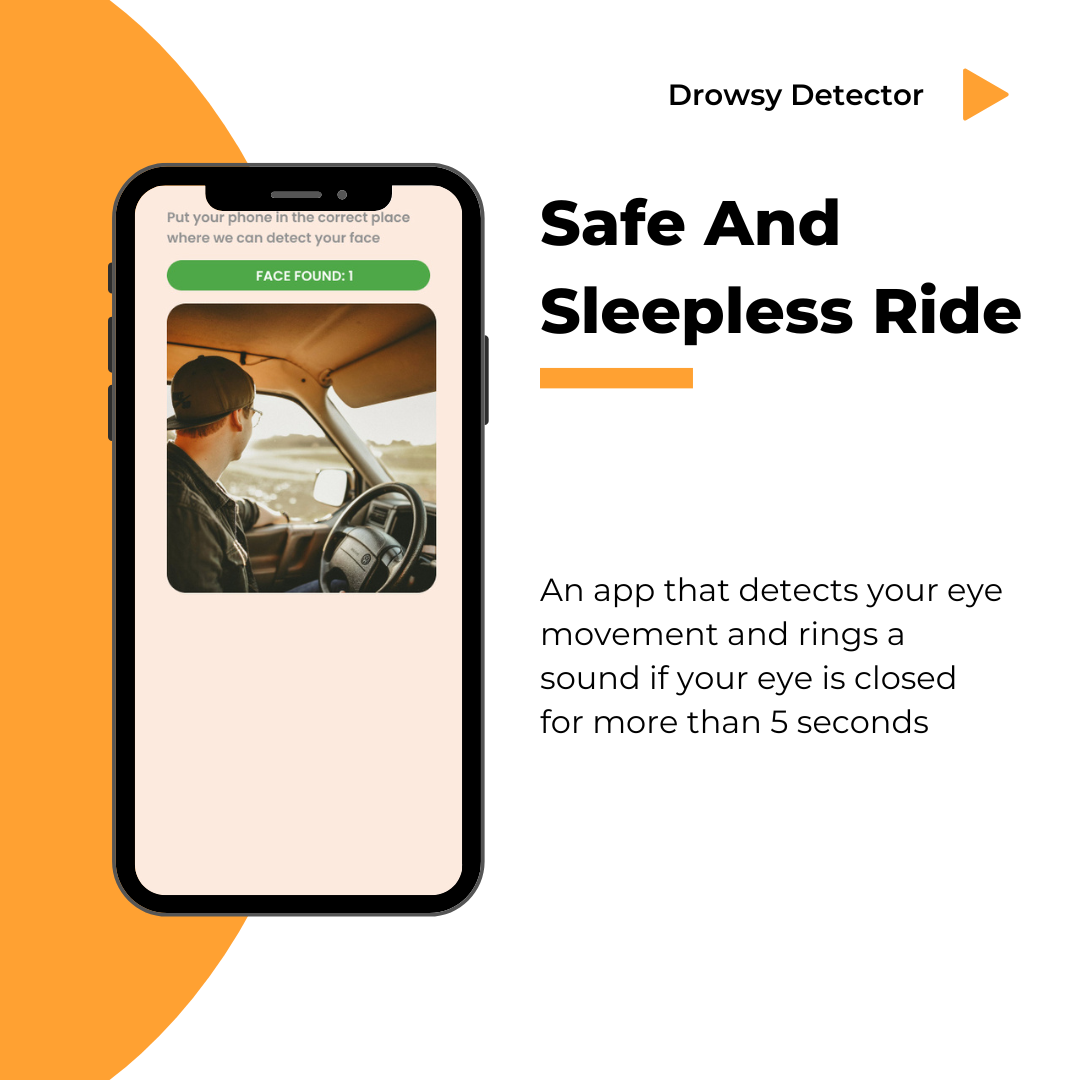 Drowsy Detector
Put your phone in the correct place
where we can detect your face
FACE FOUND: 1
Safe And
Sleepless Ride
An app that detects your eye
movement and rings a
sound if your eye is closed
for more than 5 seconds